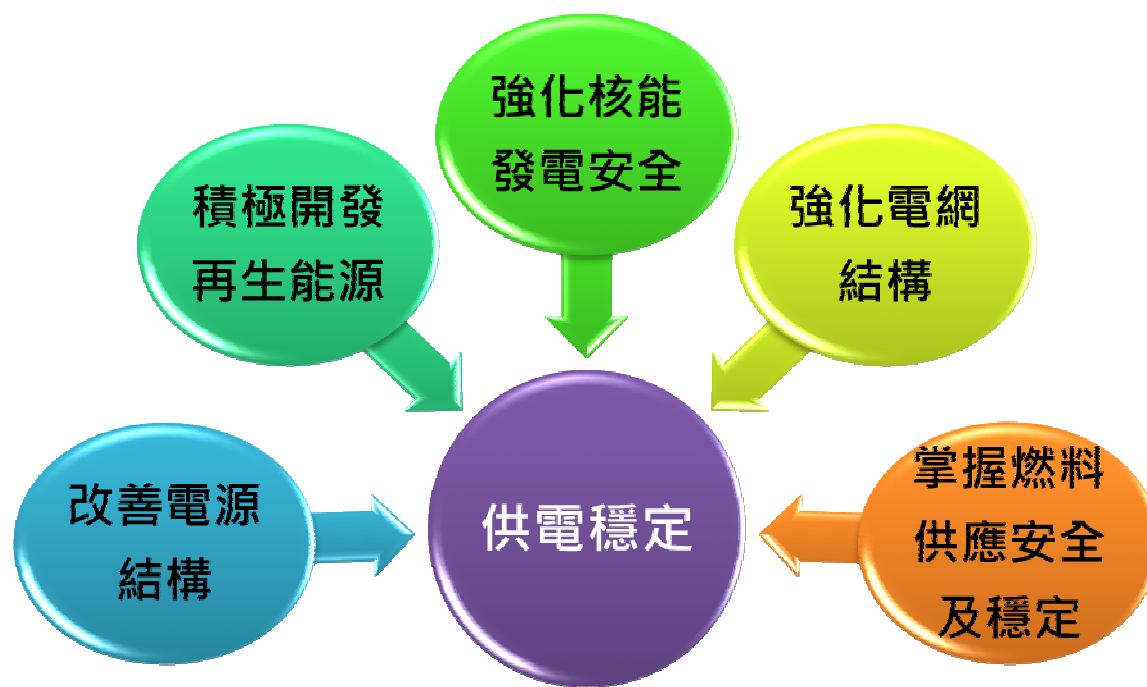 強化核能
發電安全
積極開發
再生能源
強化電網
結構
改善電源
結構
供電穩定
掌握燃料
供應安全
及穩定